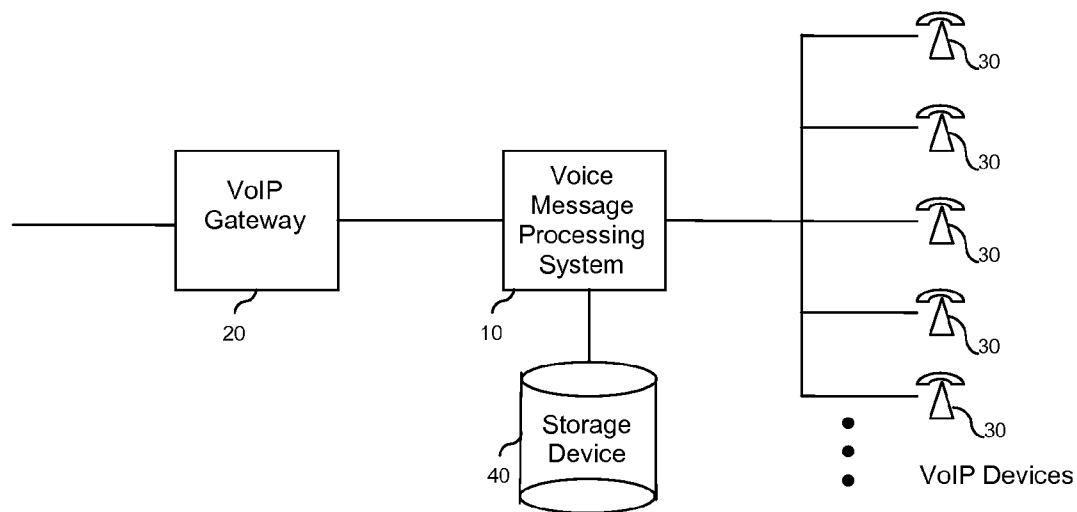 30
30
VoIP
Gateway
Voice
Message
Processing
System
30
20
10
30
Storage
Device
40
30
VoIP Devices